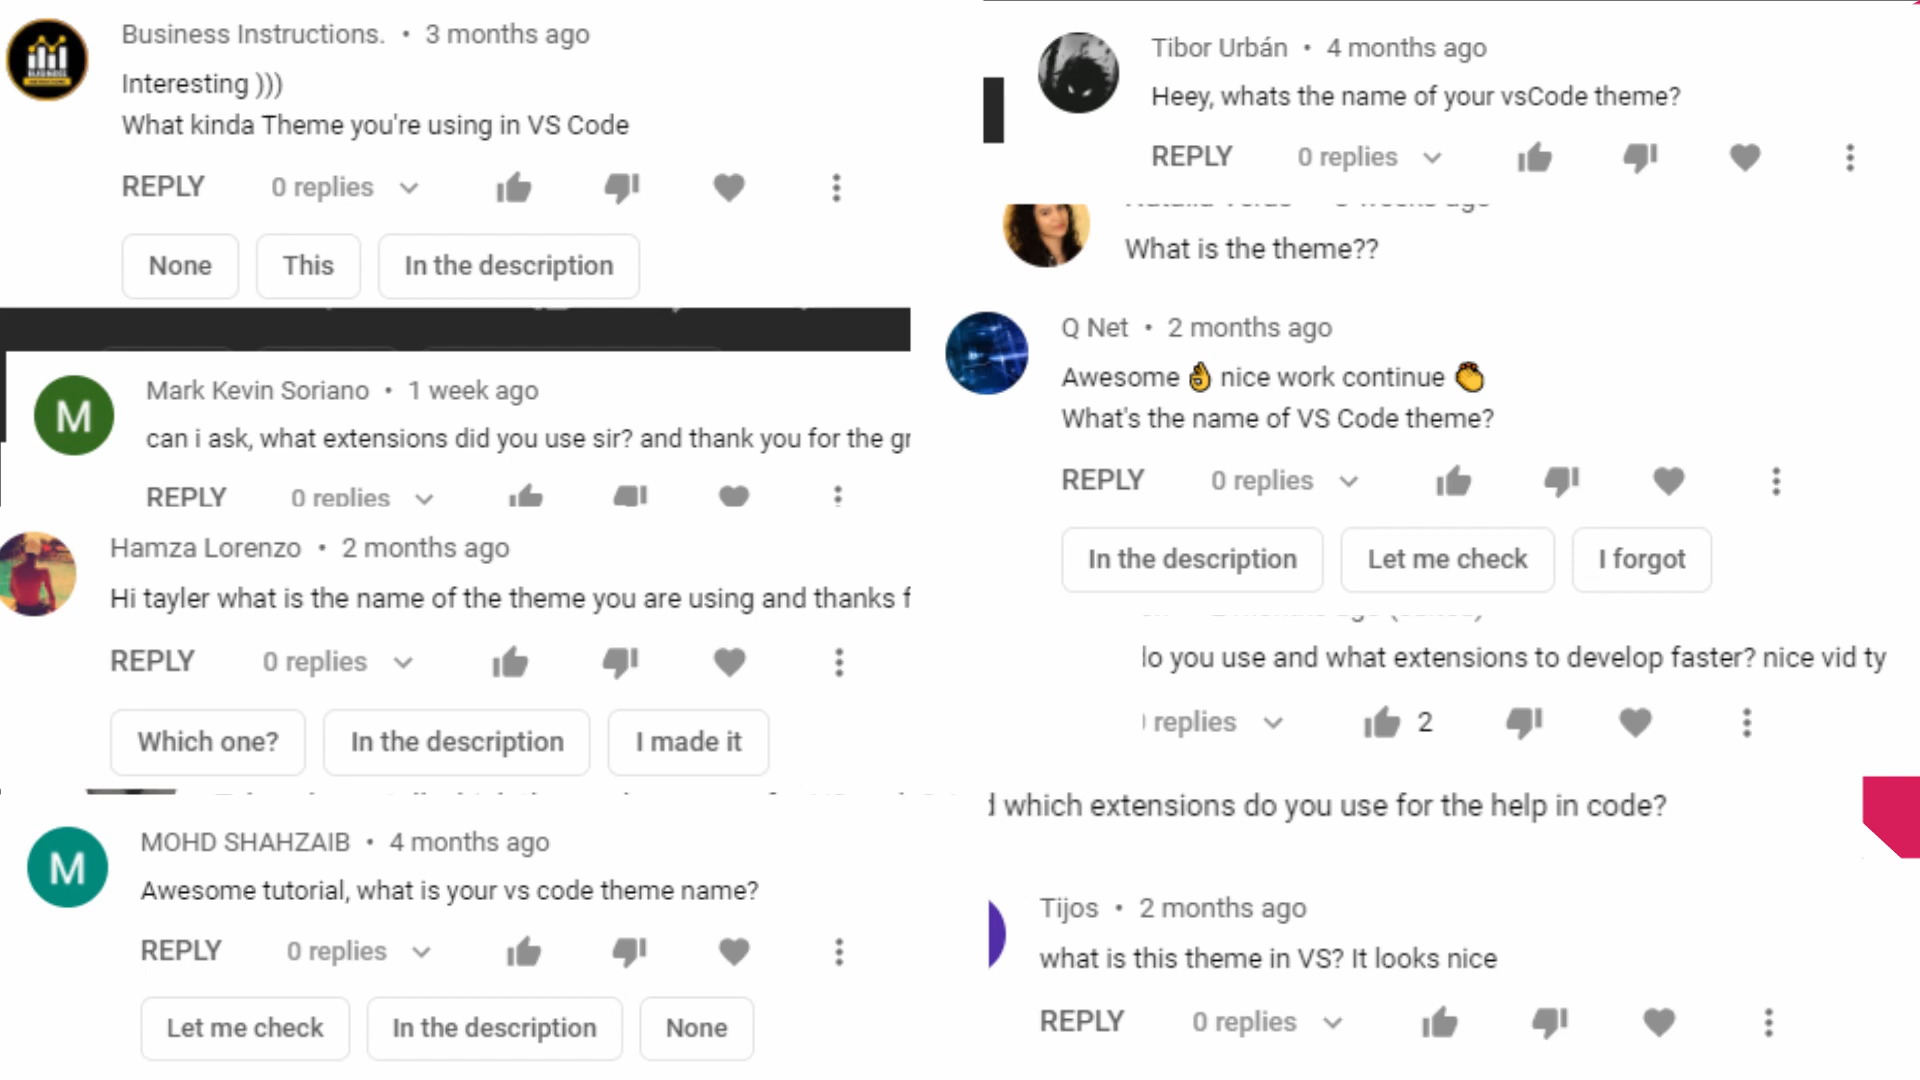 Business Instructions. • 3 months ago
Interesting )))
What kinda Theme you're using in VS Code
REPLY 0 replies
None This In the description
Mark Kevin Soriano • 1 week ago
can i ask, what extensions did you use sir? and thank you for the gr
REPLY 0 replies
Hamza Lorenzo • 2 months ago
Hi tayler what is the name of the theme you are using and thanks f
REPLY 0 replies
Which one? In the description I made it
MOHD SHAHZAIB • 4 months ago
Awesome tutorial, what is your vs code theme name?
REPLY 0 replies
Let me check In the description None
Tibor Urbán • 4 months ago
Heey, whats the name of your vsCode theme?
REPLY 0 replies
What is the theme??
Q Net • 2 months ago
Awesome 👌 nice work continue 👏
What's the name of VS Code theme?
REPLY 0 replies
In the description Let me check I forgot
lo you use and what extensions to develop faster? nice vid ty
replies 2
which extensions do you use for the help in code?
Tijos • 2 months ago
what is this theme in VS? It looks nice
REPLY 0 replies